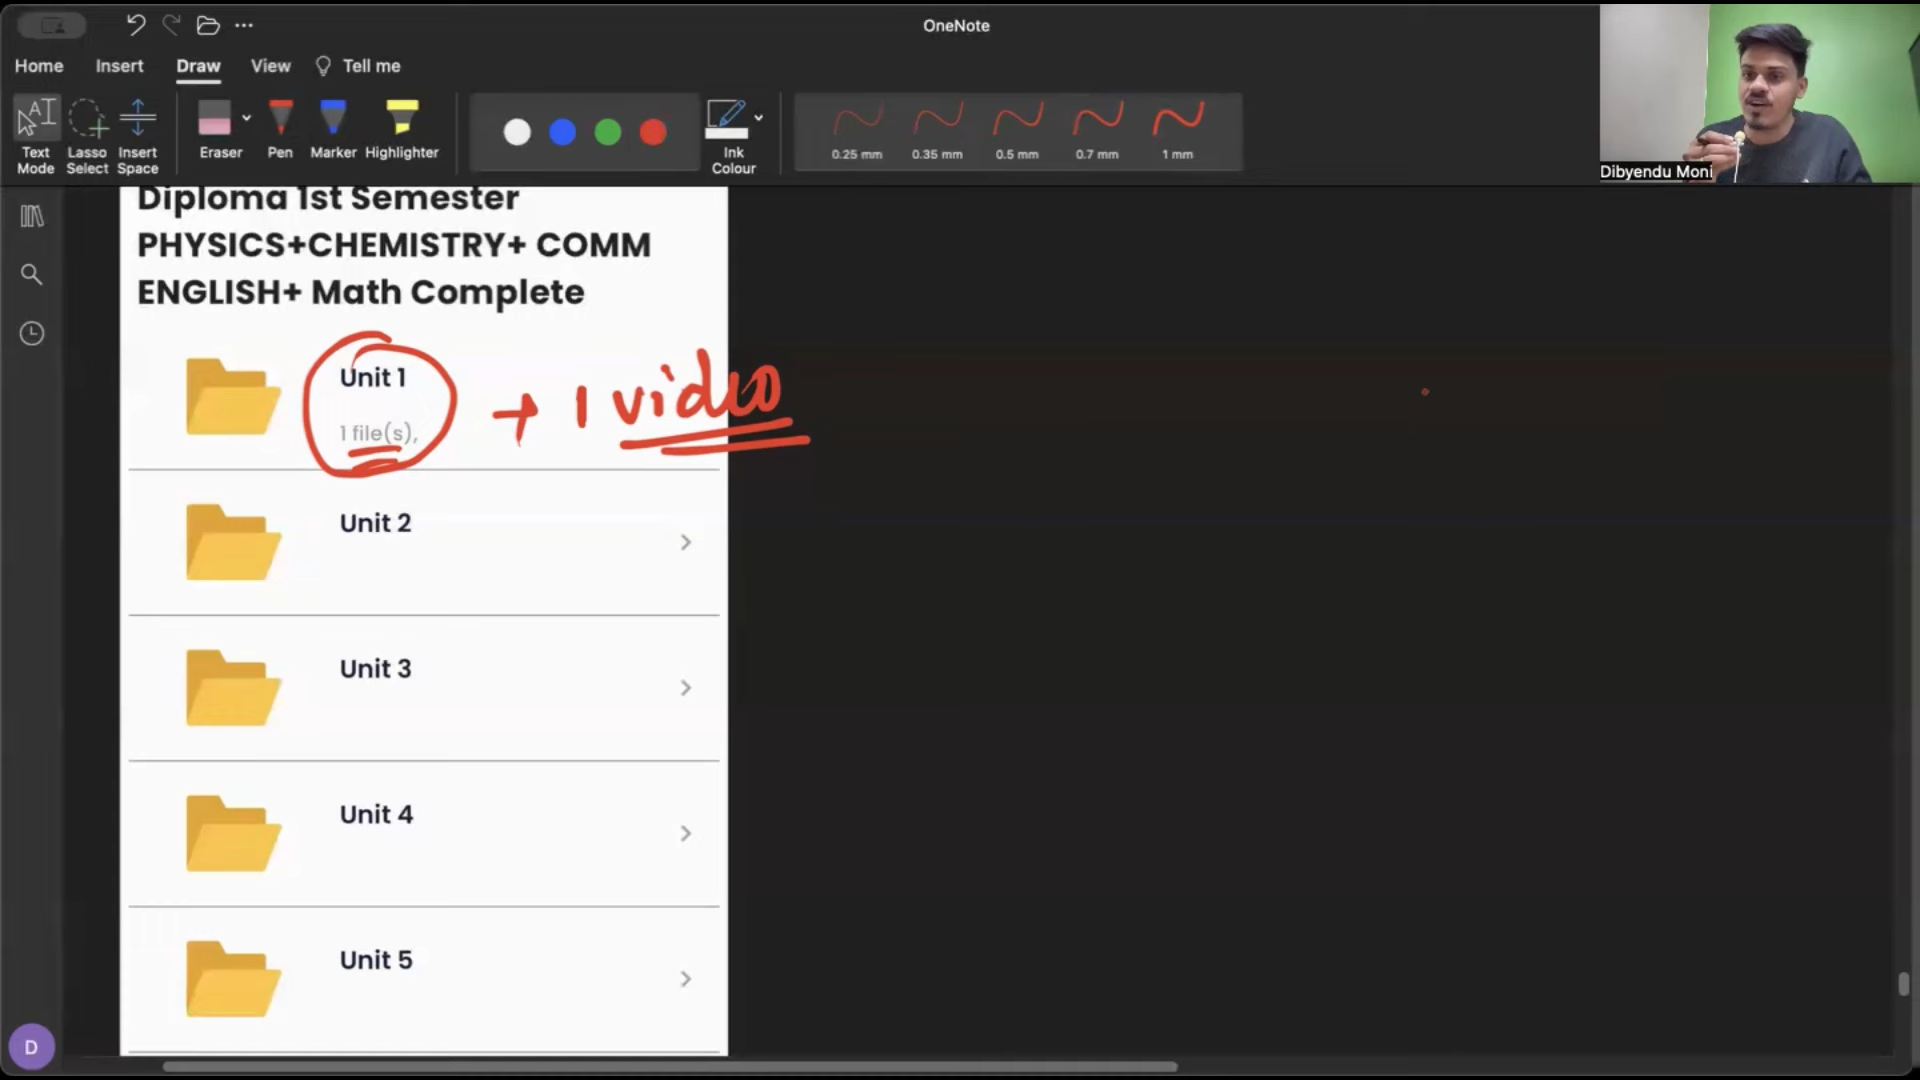 OneNote
Home Insert Draw View Tell me
Text Mode
Lasso Select
Insert Space
Eraser
Pen
Marker
Highlighter
Ink Colour
0.25 mm
0.35 mm
0.5 mm
0.7 mm
1 mm
Dibyendu Moni
Diploma 1st Semester
PHYSICS+CHEMISTRY+ COMM
ENGLISH+ Math Complete
Unit 1
1 file(s),
+ 1 video
Unit 2
Unit 3
Unit 4
Unit 5
D